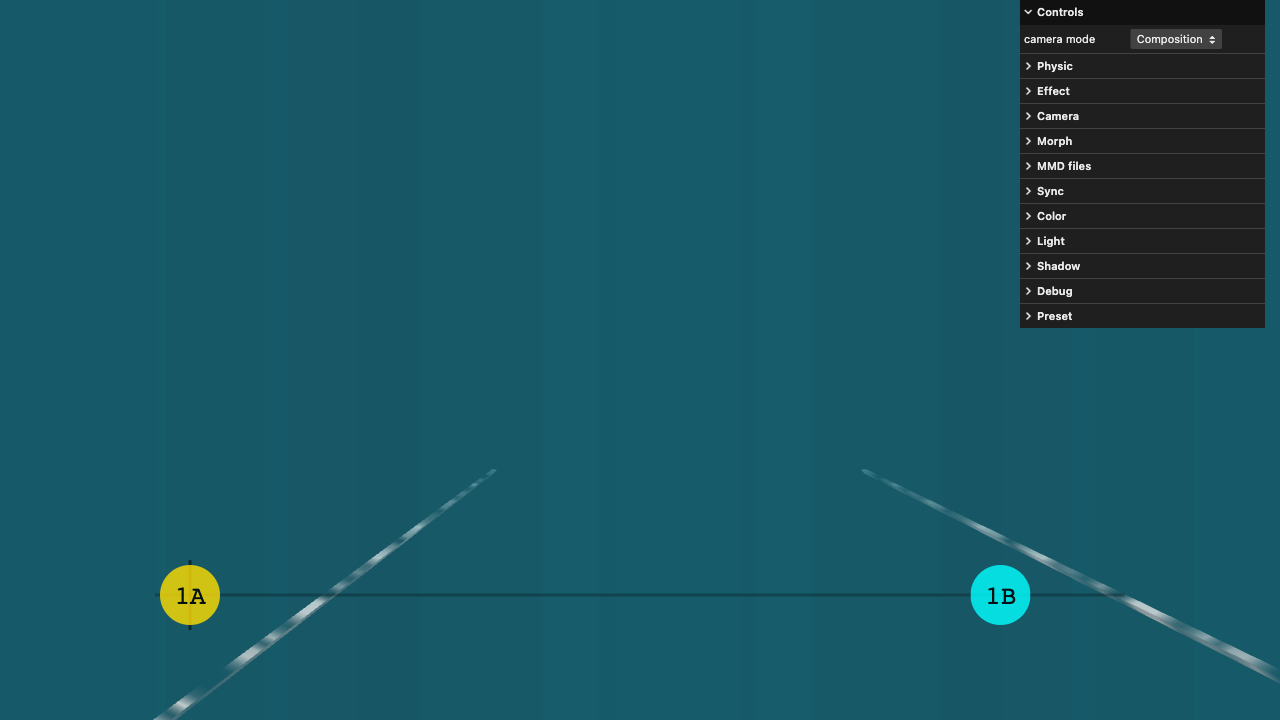 Controls
camera mode Composition
Physic
Effect
Camera
Morph
MMD files
Sync
Color
Light
Shadow
Debug
Preset
1A 1B